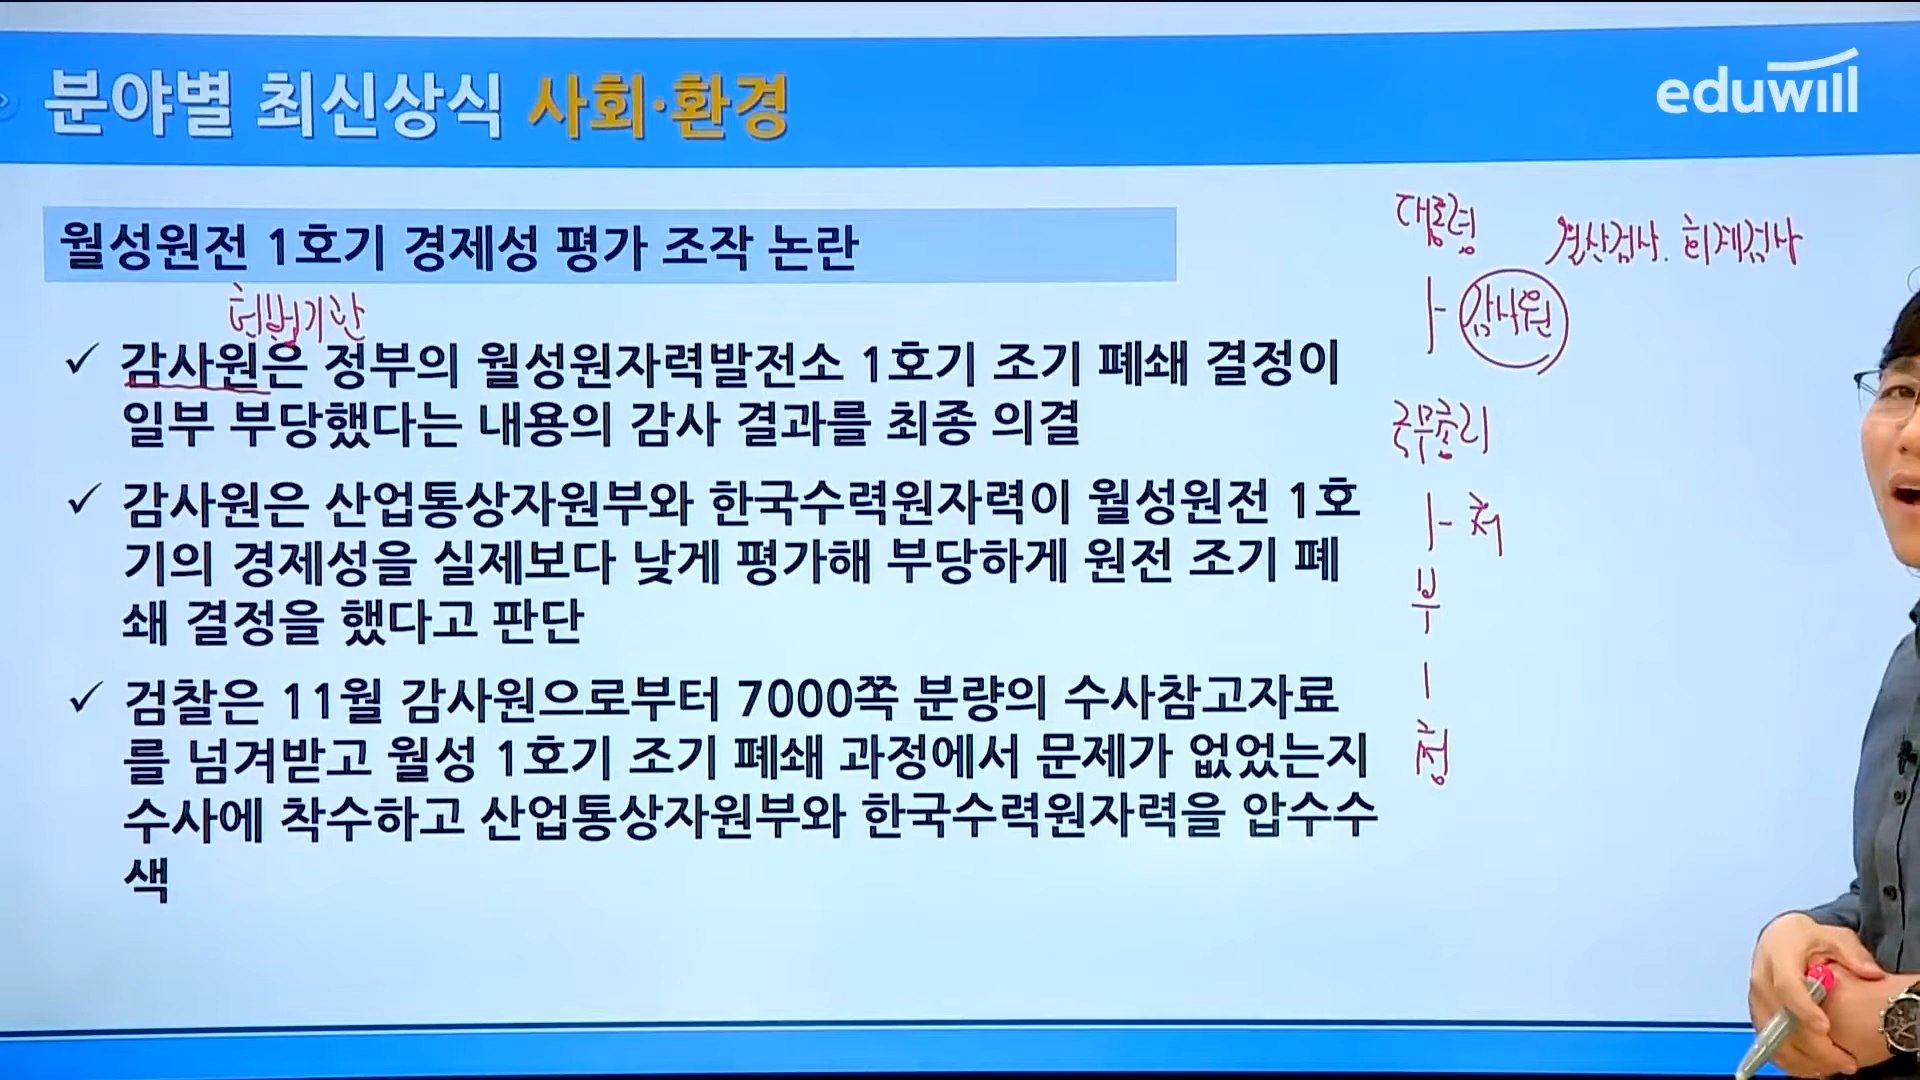 분야별 최신상식 사회·환경
eduwill
월성원전 1호기 경제성 평가 조작 논란
헌법기관
✓ 감사원은 정부의 월성원자력발전소 1호기 조기 폐쇄 결정이
일부 부당했다는 내용의 감사 결과를 최종 의결
✓ 감사원은 산업통상자원부와 한국수력원자력이 월성원전 1호
기의 경제성을 실제보다 낮게 평가해 부당하게 원전 조기 폐
쇄 결정을 했다고 판단
✓ 검찰은 11월 감사원으로부터 7000쪽 분량의 수사참고자료
를 넘겨받고 월성 1호기 조기 폐쇄 과정에서 문제가 없었는지
수사에 착수하고 산업통상자원부와 한국수력원자력을 압수수
색
대통령
결산검사. 회계검사
감사원
국무총리
처
부
청